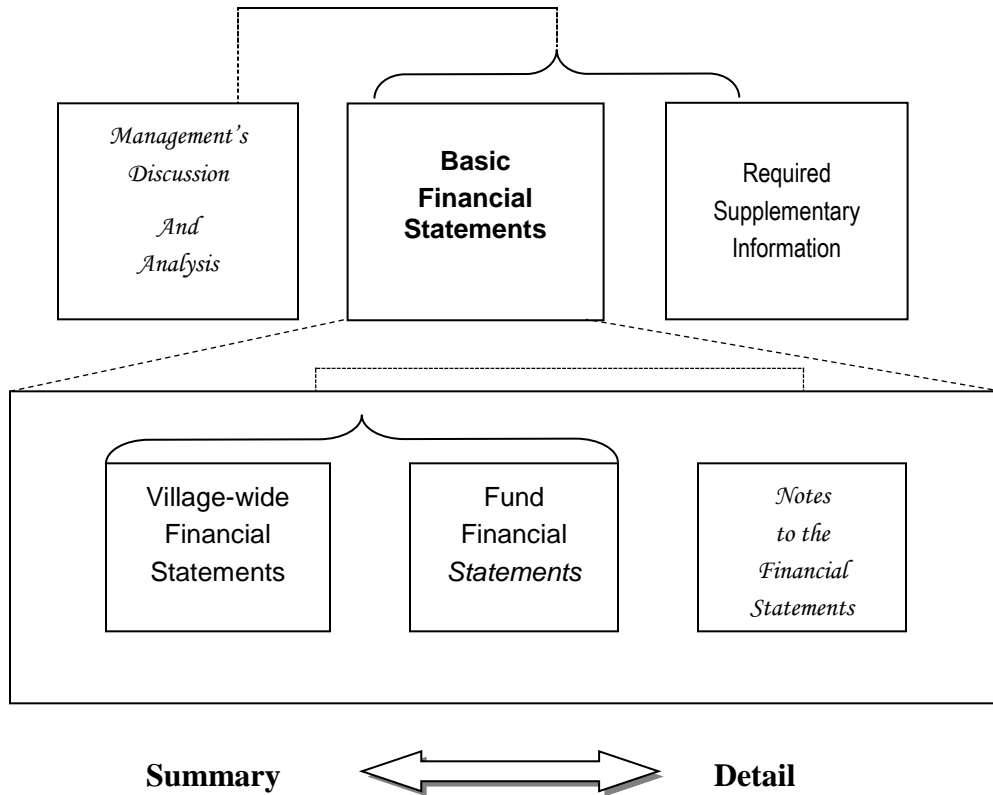 Management's
Discussion
And
Analysis
Basic
Financial
Statements
Required
Supplementary
Information
Village-wide
Financial
Statements
Fund
Financial
Statements
Notes
to the
Financial
Statements
Summary
Detail